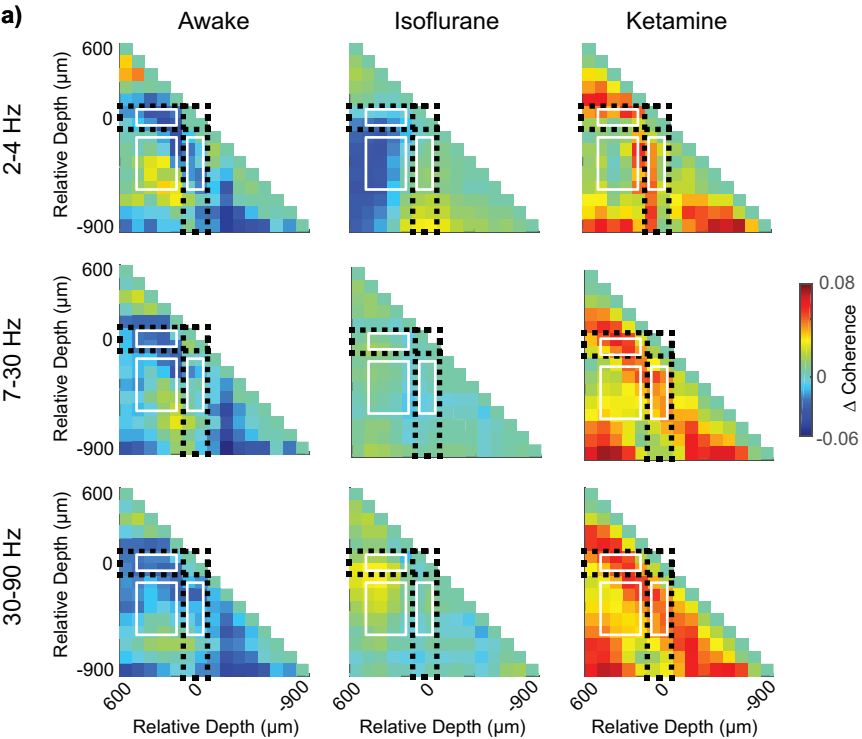 a)
Awake
Isoflurane
Ketamine
2-4 Hz
Relative Depth (μm)
600
0
-900
7-30 Hz
Relative Depth (μm)
600
0
-900
0.08
0
-0.06
Δ Coherence
30-90 Hz
Relative Depth (μm)
600
0
-900
600
0
-900
600
0
-900
600
0
-900
Relative Depth (μm)
Relative Depth (μm)
Relative Depth (μm)